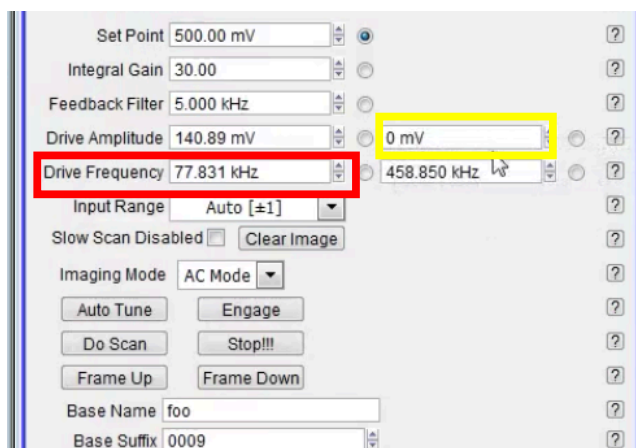 Set Point 500.00 mV ?
Integral Gain 30.00 ?
Feedback Filter 5.000 kHz ?
Drive Amplitude 140.89 mV 0 mV ?
Drive Frequency 77.831 kHz 458.850 kHz ?
Input Range Auto [±1] ?
Slow Scan Disabled Clear Image ?
Imaging Mode AC Mode ?
Auto Tune Engage ?
Do Scan Stop!!! ?
Frame Up Frame Down ?
Base Name foo ?
Base Suffix 0009 ?